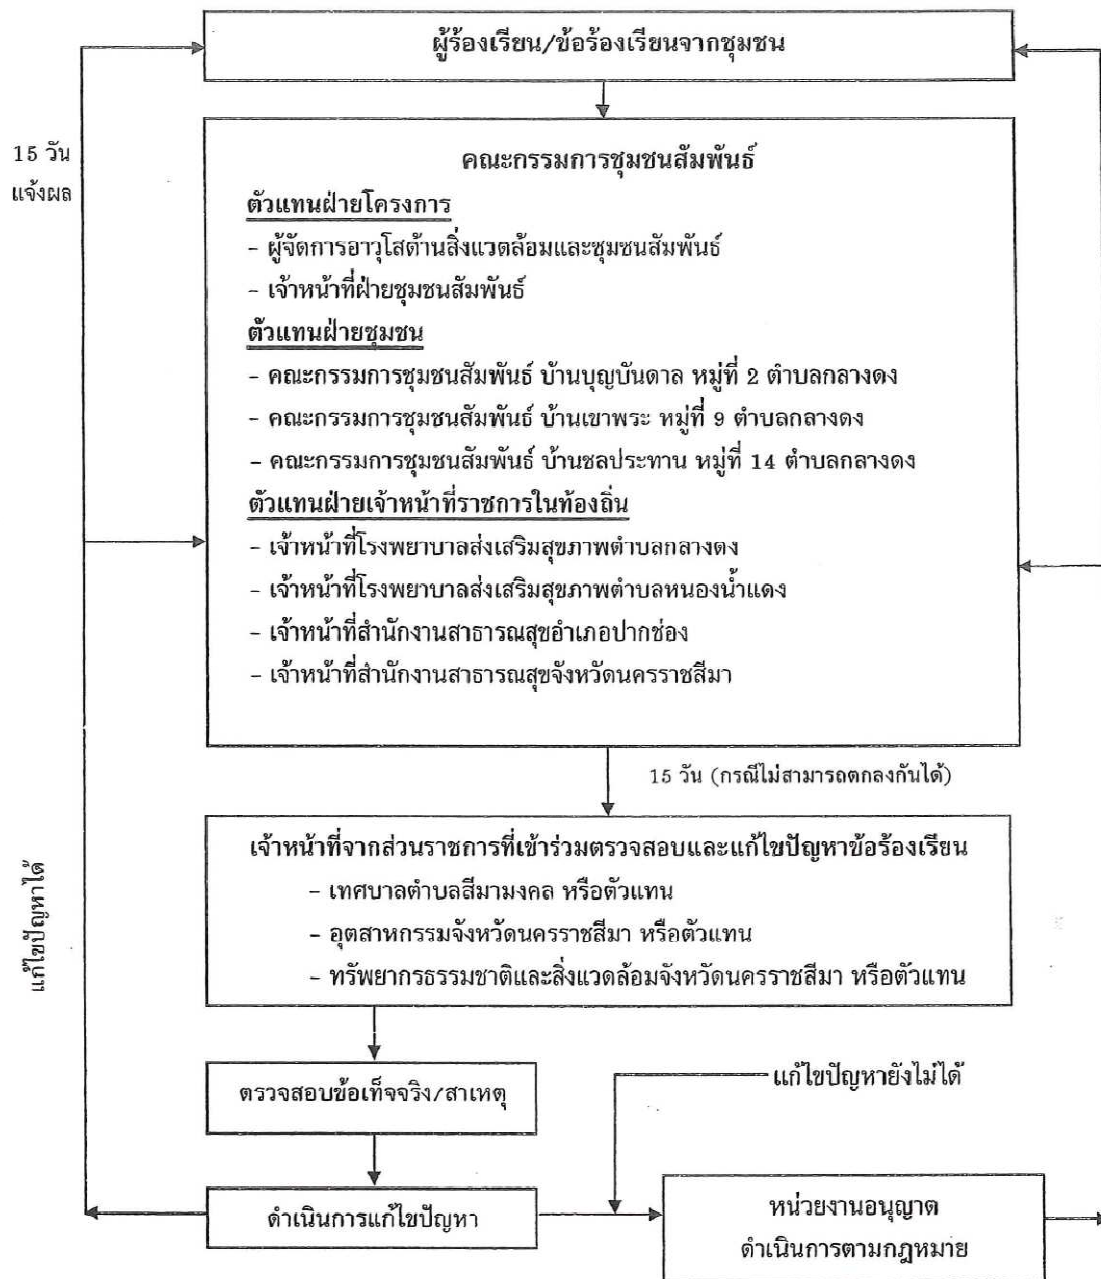 ผู้ร้องเรียน/ข้อร้องเรียนจากชุมชน
15 วัน
แจ้งผล
คณะกรรมการชุมชนสัมพันธ์
ตัวแทนฝ่ายโครงการ
- ผู้จัดการอาวุโสด้านสิ่งแวดล้อมและชุมชนสัมพันธ์
- เจ้าหน้าที่ฝ่ายชุมชนสัมพันธ์
ตัวแทนฝ่ายชุมชน
- คณะกรรมการชุมชนสัมพันธ์ บ้านบุญบันดาล หมู่ที่ 2 ตำบลกลางดง
- คณะกรรมการชุมชนสัมพันธ์ บ้านเขาพระ หมู่ที่ 9 ตำบลกลางดง
- คณะกรรมการชุมชนสัมพันธ์ บ้านชลประทาน หมู่ที่ 14 ตำบลกลางดง
ตัวแทนฝ่ายเจ้าหน้าที่ราชการในท้องถิ่น
- เจ้าหน้าที่โรงพยาบาลส่งเสริมสุขภาพตำบลกลางดง
- เจ้าหน้าที่โรงพยาบาลส่งเสริมสุขภาพตำบลหนองน้ำแดง
- เจ้าหน้าที่สำนักงานสาธารณสุขอำเภอปากช่อง
- เจ้าหน้าที่สำนักงานสาธารณสุขจังหวัดนครราชสีมา
15 วัน (กรณีไม่สามารถตกลงกันได้)
เจ้าหน้าที่จากส่วนราชการที่เข้าร่วมตรวจสอบและแก้ไขปัญหาข้อร้องเรียน
- เทศบาลตำบลสีมามงคล หรือตัวแทน
- อุตสาหกรรมจังหวัดนครราชสีมา หรือตัวแทน
- ทรัพยากรธรรมชาติและสิ่งแวดล้อมจังหวัดนครราชสีมา หรือตัวแทน
แก้ไขปัญหาได้
ตรวจสอบข้อเท็จจริง/สาเหตุ
แก้ไขปัญหายังไม่ได้
ดำเนินการแก้ไขปัญหา
หน่วยงานอนุญาต
ดำเนินการตามกฎหมาย